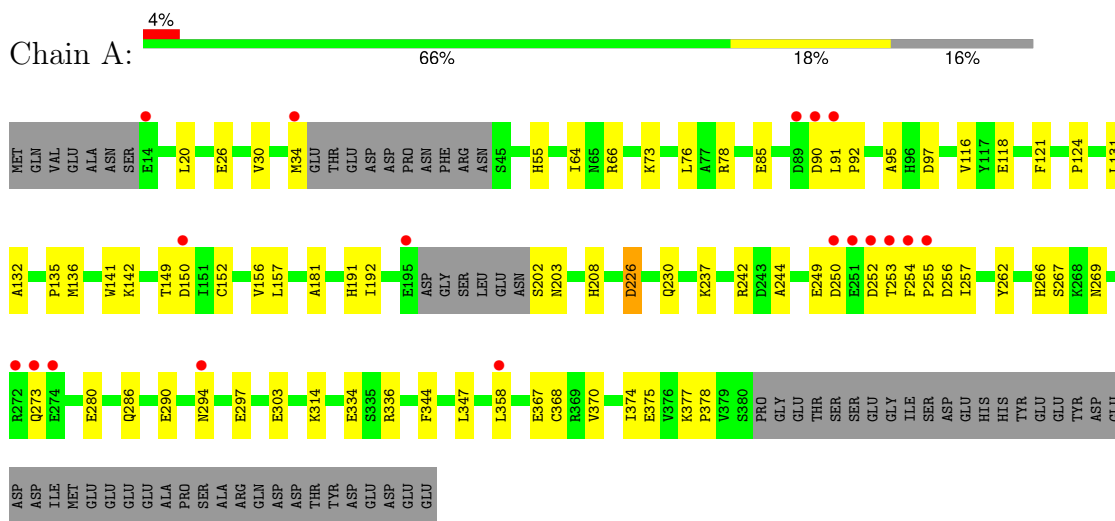 4%
Chain A:
66% 18% 16%
MET GLN VAL GLU ALA ASN SER E14 L20 E26 V30 M34 GLU THR GLU ASP ASP PRO ASN PHE ARG ASN S45 H55 I64 N65 R66 K73 L76 A77 R78 E85 D89 D90 L91 P92 A95 H96 D97 V116 Y117 E118 F121 P124 L131
A132 P135 M136 W141 K142 T149 D150 I151 C152 V156 L157 A181 H191 I192 E195 ASP GLY SER LEU GLU ASN S202 N203 H208 D226 Q230 K237 R242 D243 A244 E249 D250 E251 D252 T253 F254 P255 D256 I257 Y262 H266 S267 K268 N269
R272 Q273 E274 E280 Q286 E290 N294 E297 E303 K314 E334 S335 R336 F344 L347 L358 E367 C368 R369 V370 I374 E375 V376 K377 P378 V379 S380 PRO GLY GLU THR SER SER GLU GLY ILE SER ASP GLU HIS HIS TYR GLU GLU TYR ASP GLU
ASP ASP ILE MET GLU GLU GLU GLU ALA PRO SER ALA ARG GLN ASP ASP THR TYR ASP GLU ASP GLU GLU